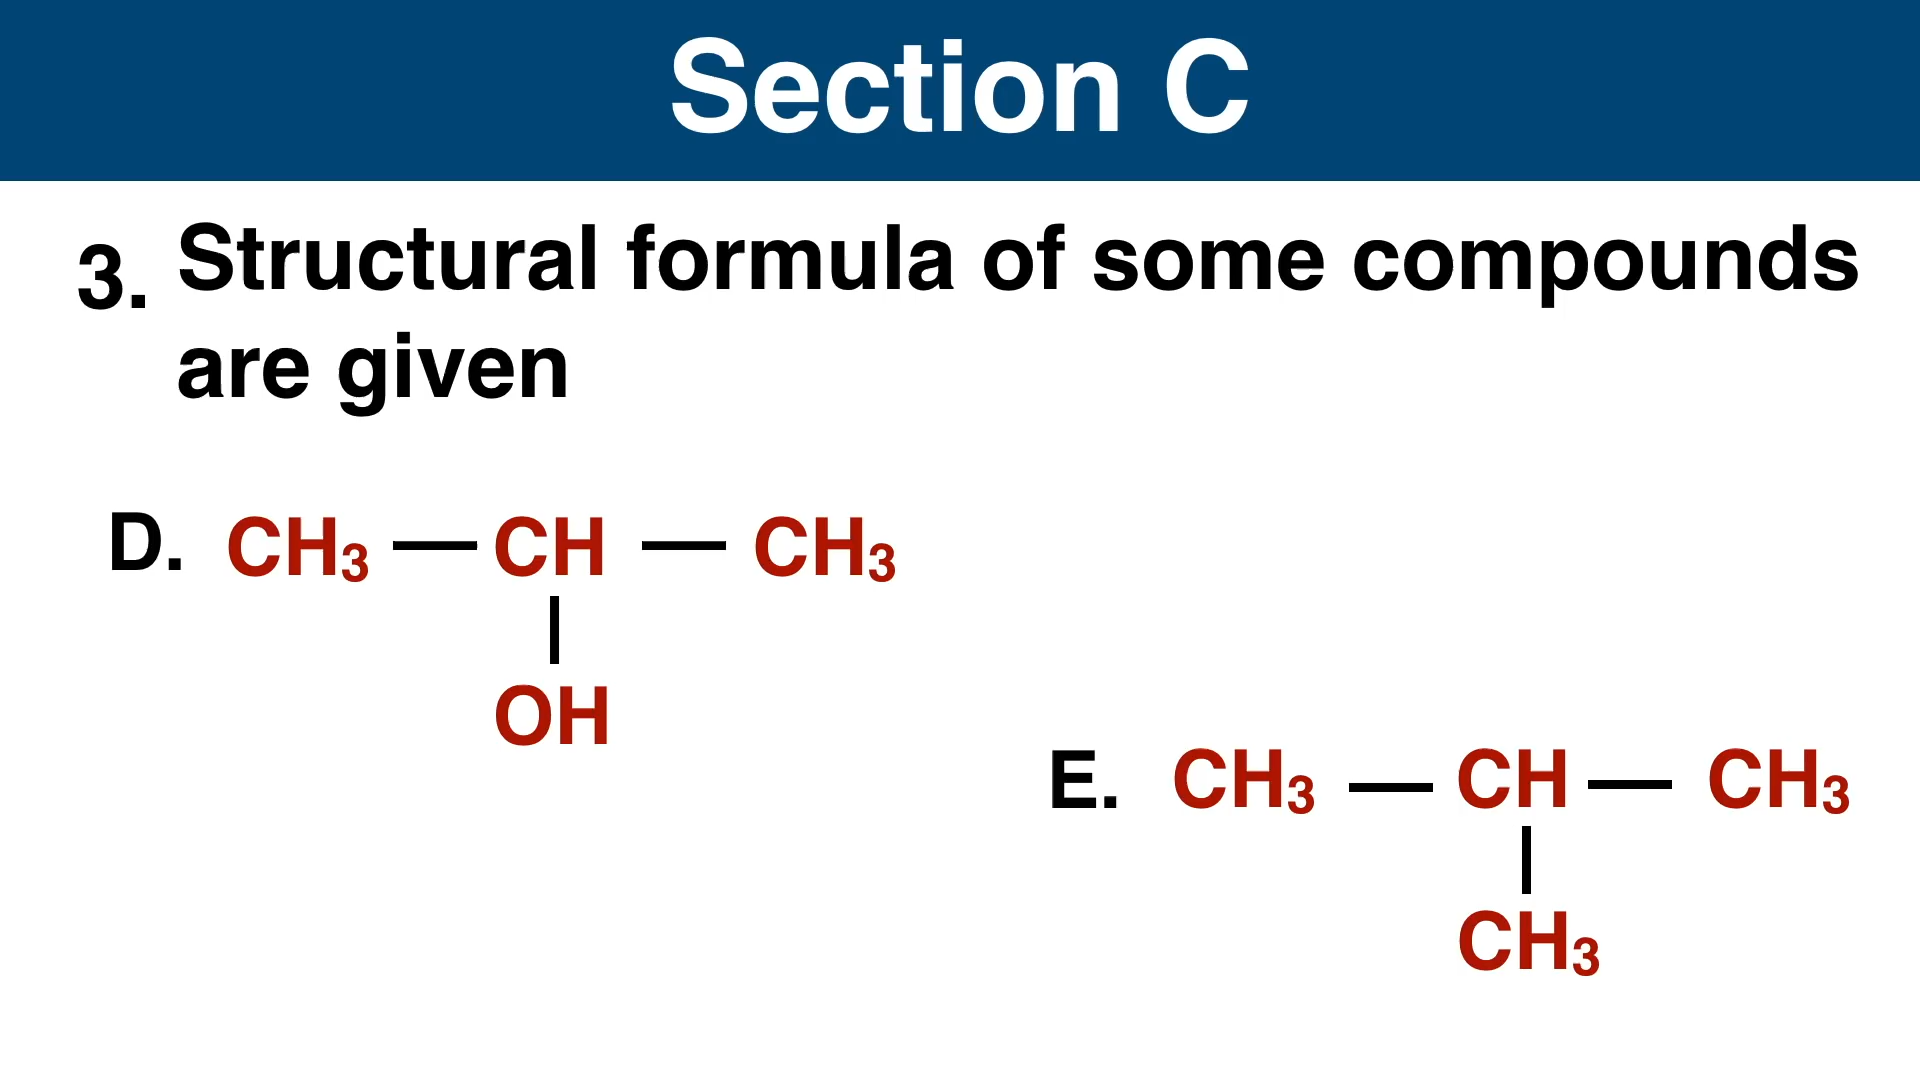 Section C
3. Structural formula of some compounds
are given
D. CH₃ — CH — CH₃
|
OH
E. CH₃ — CH — CH₃
|
CH₃